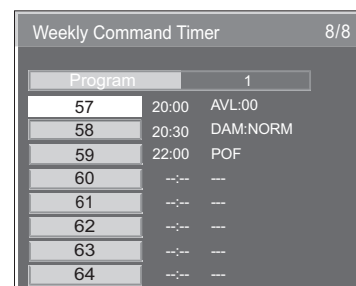 Weekly Command Timer 8/8
Program 1
57 20:00 AVL:00
58 20:30 DAM:NORM
59 22:00 POF
60 --:-- ---
61 --:-- ---
62 --:-- ---
63 --:-- ---
64 --:-- ---